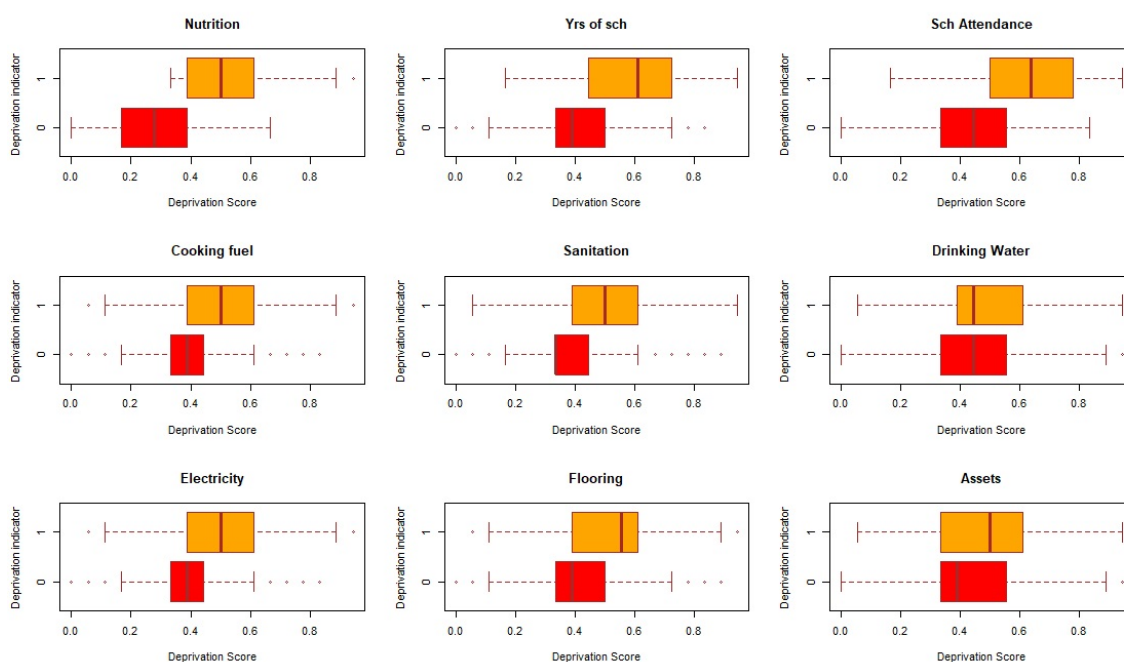 Nutrition
Deprivation indicator
1
0
0.0 0.2 0.4 0.6 0.8
Deprivation Score
Yrs of sch
Deprivation indicator
1
0
0.0 0.2 0.4 0.6 0.8
Deprivation Score
Sch Attendance
Deprivation indicator
1
0
0.0 0.2 0.4 0.6 0.8
Deprivation Score
Cooking fuel
Deprivation indicator
1
0
0.0 0.2 0.4 0.6 0.8
Deprivation Score
Sanitation
Deprivation indicator
1
0
0.0 0.2 0.4 0.6 0.8
Deprivation Score
Drinking Water
Deprivation indicator
1
0
0.0 0.2 0.4 0.6 0.8
Deprivation Score
Electricity
Deprivation indicator
1
0
0.0 0.2 0.4 0.6 0.8
Deprivation Score
Flooring
Deprivation indicator
1
0
0.0 0.2 0.4 0.6 0.8
Deprivation Score
Assets
Deprivation indicator
1
0
0.0 0.2 0.4 0.6 0.8
Deprivation Score